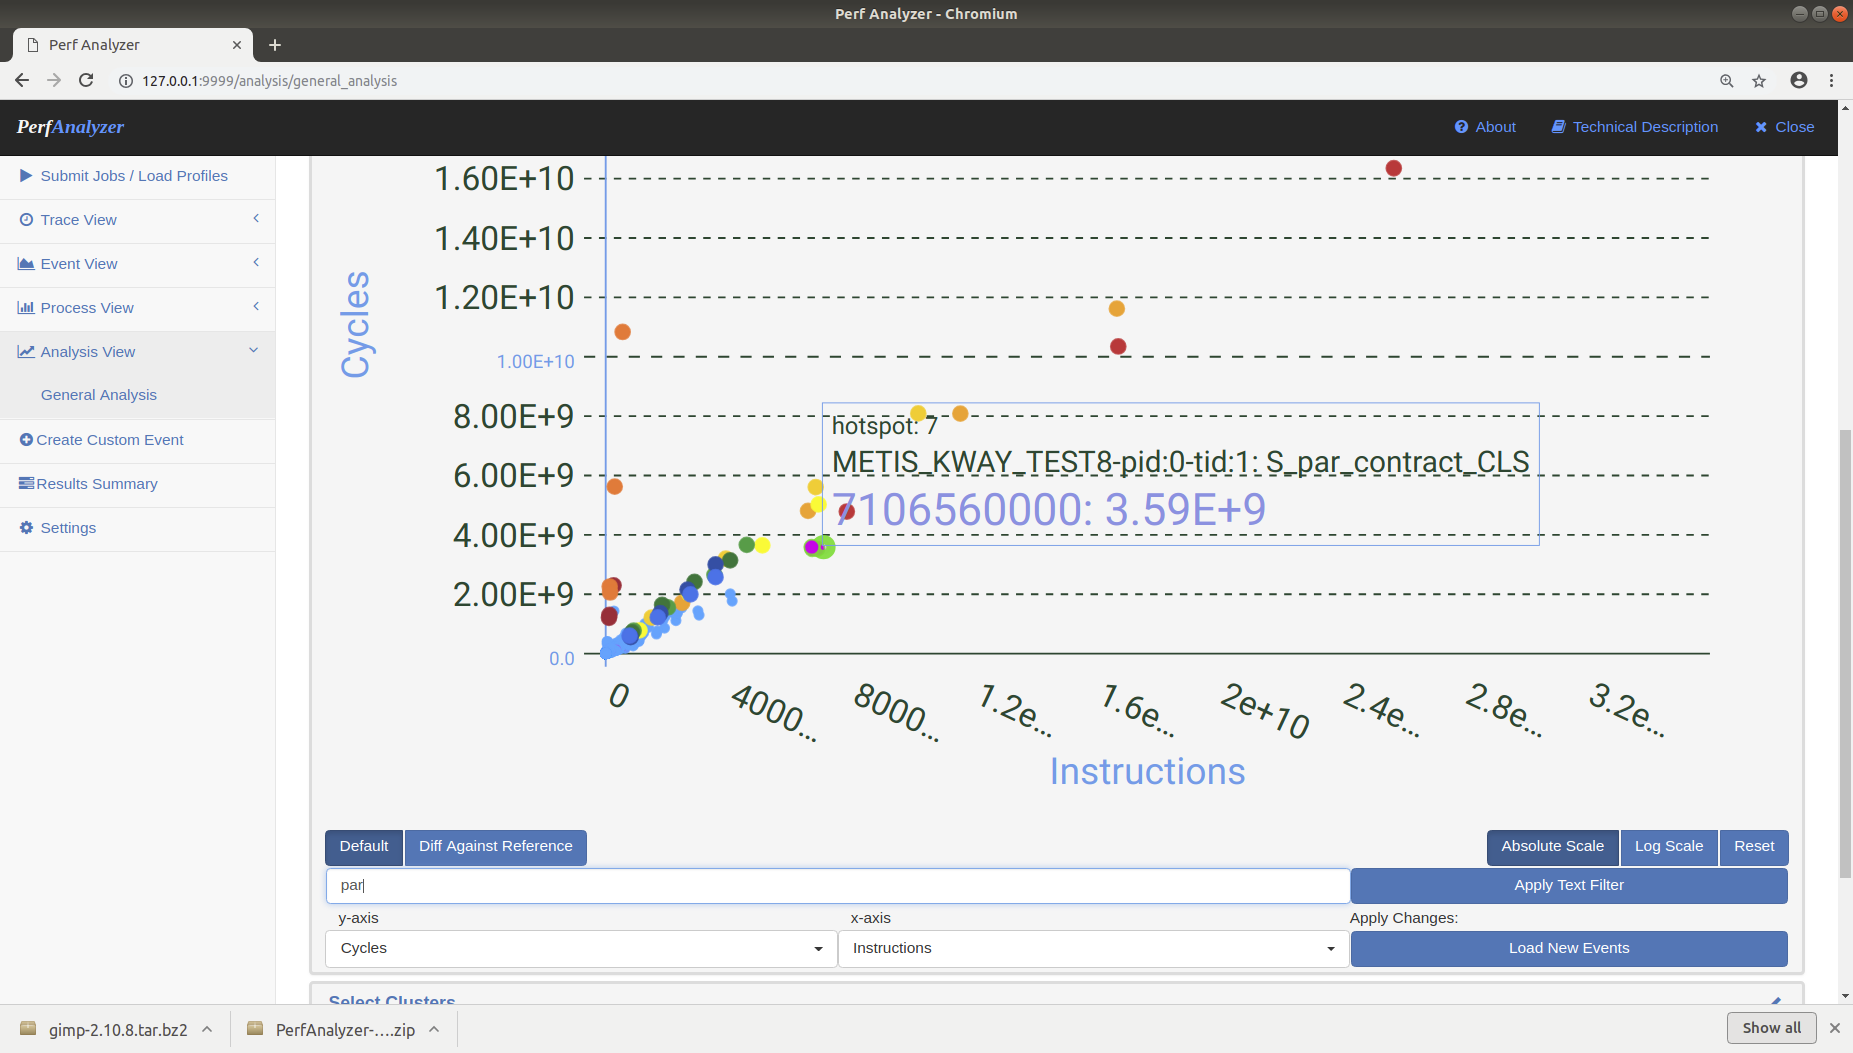 Perf Analyzer - Chromium
Perf Analyzer
127.0.0.1:9999/analysis/general_analysis
PerfAnalyzer
About
Technical Description
Close
Submit Jobs / Load Profiles
Trace View
Event View
Process View
Analysis View
General Analysis
Create Custom Event
Results Summary
Settings
Cycles
1.60E+10
1.40E+10
1.20E+10
1.00E+10
8.00E+9
6.00E+9
4.00E+9
2.00E+9
0.0
hotspot: 7
METIS_KWAY_TEST8-pid:0-tid:1: S_par_contract_CLS
7106560000: 3.59E+9
0
4000...
8000...
1.2e...
1.6e...
2e+10
2.4e...
2.8e...
3.2e...
Instructions
Default
Diff Against Reference
Absolute Scale
Log Scale
Reset
par
Apply Text Filter
y-axis
x-axis
Apply Changes:
Cycles
Instructions
Load New Events
Select Clusters
gimp-2.10.8.tar.bz2
PerfAnalyzer-....zip
Show all